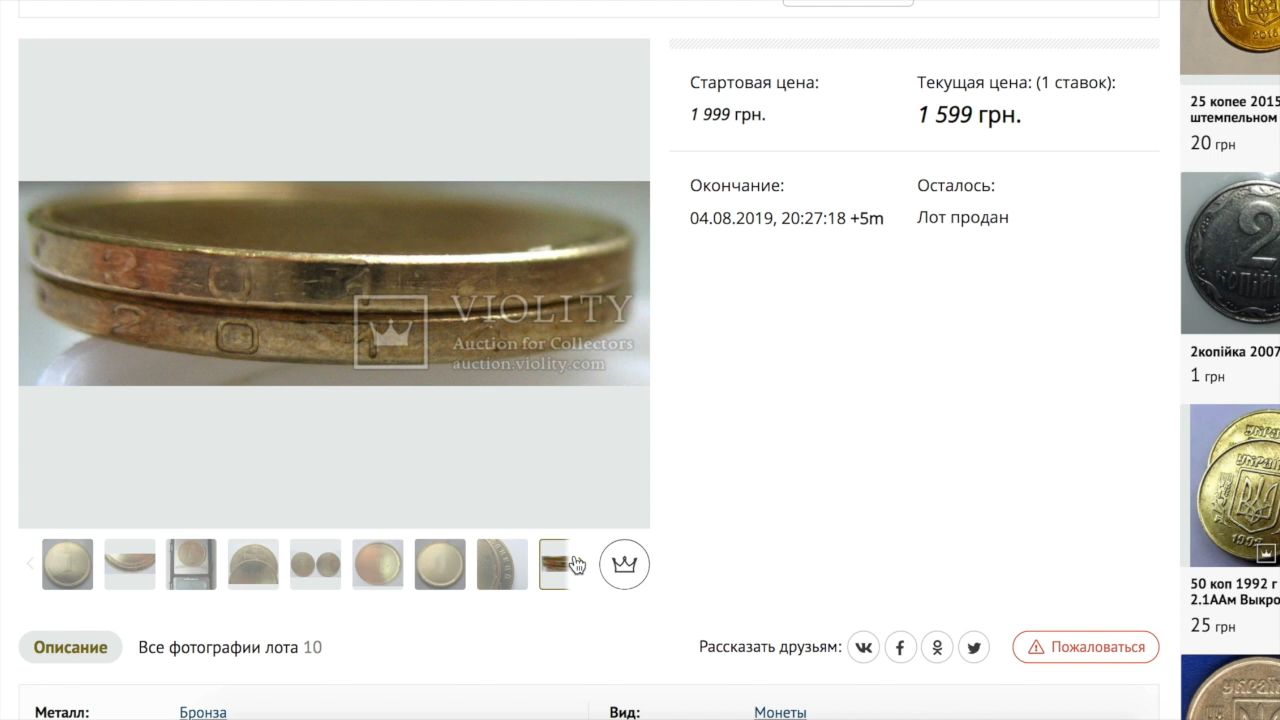 Стартовая цена:
Текущая цена: (1 ставок):
1 999 грн.
1 599 грн.
Окончание:
Осталось:
04.08.2019, 20:27:18 +5m
Лот продан
VIOLITY
Auction for Collectors
auction.violity.com
Описание
Все фотографии лота 10
Рассказать друзьям:
Пожаловаться
Металл:
Бронза
Вид:
Монеты
25 копее 2015
штемпельном
20 грн
2
2копійка 2007
1 грн
50 коп 1992 г
2.1ААм Выкро
25 грн